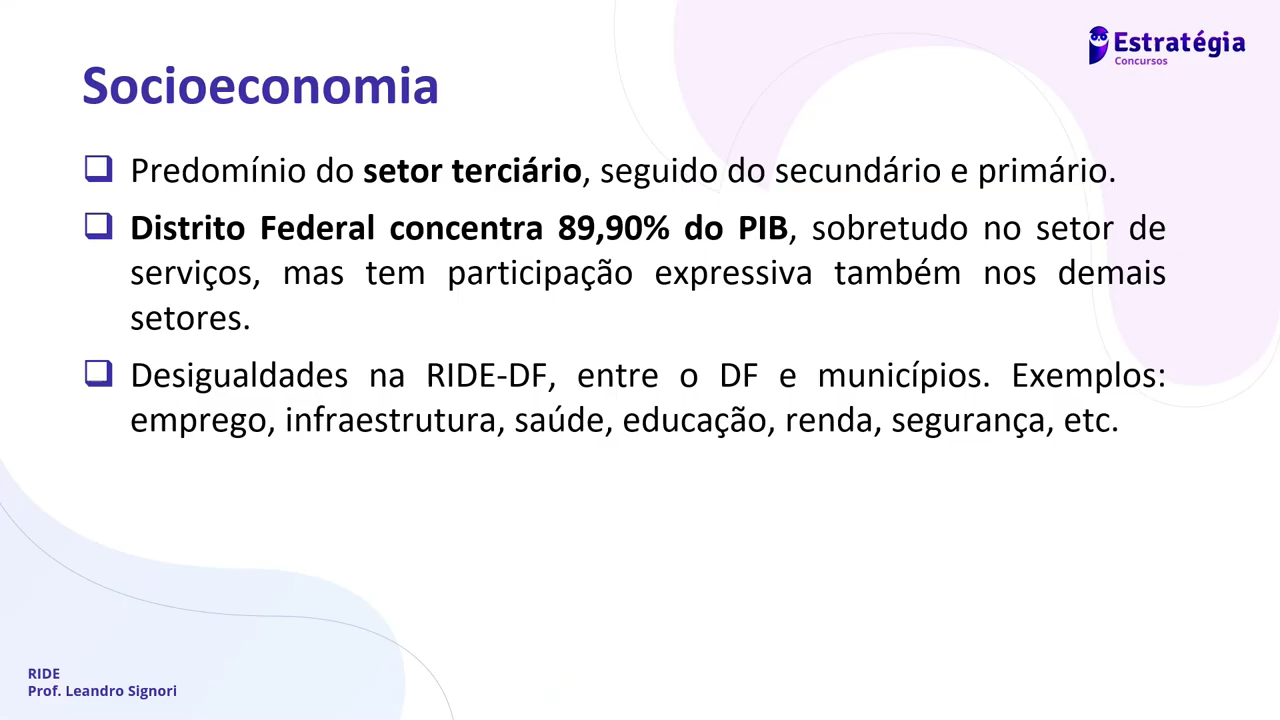 Estratégia
Concursos
Socioeconomia
Predomínio do setor terciário, seguido do secundário e primário.
Distrito Federal concentra 89,90% do PIB, sobretudo no setor de
serviços, mas tem participação expressiva também nos demais
setores.
Desigualdades na RIDE-DF, entre o DF e municípios. Exemplos:
emprego, infraestrutura, saúde, educação, renda, segurança, etc.
RIDE
Prof. Leandro Signori